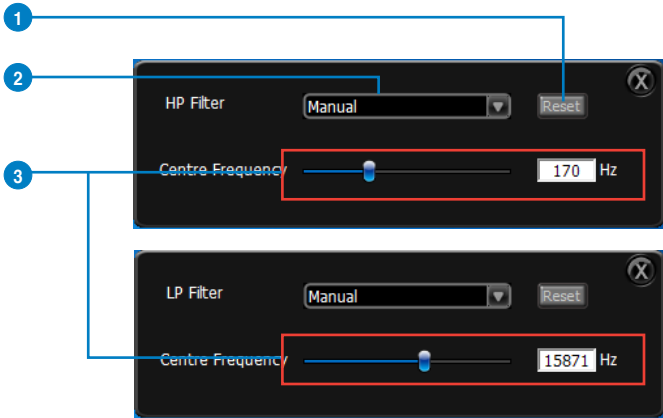 1
2
3
X
HP Filter Manual Reset
Centre Frequency 170 Hz
X
LP Filter Manual Reset
Centre Frequency 15871 Hz